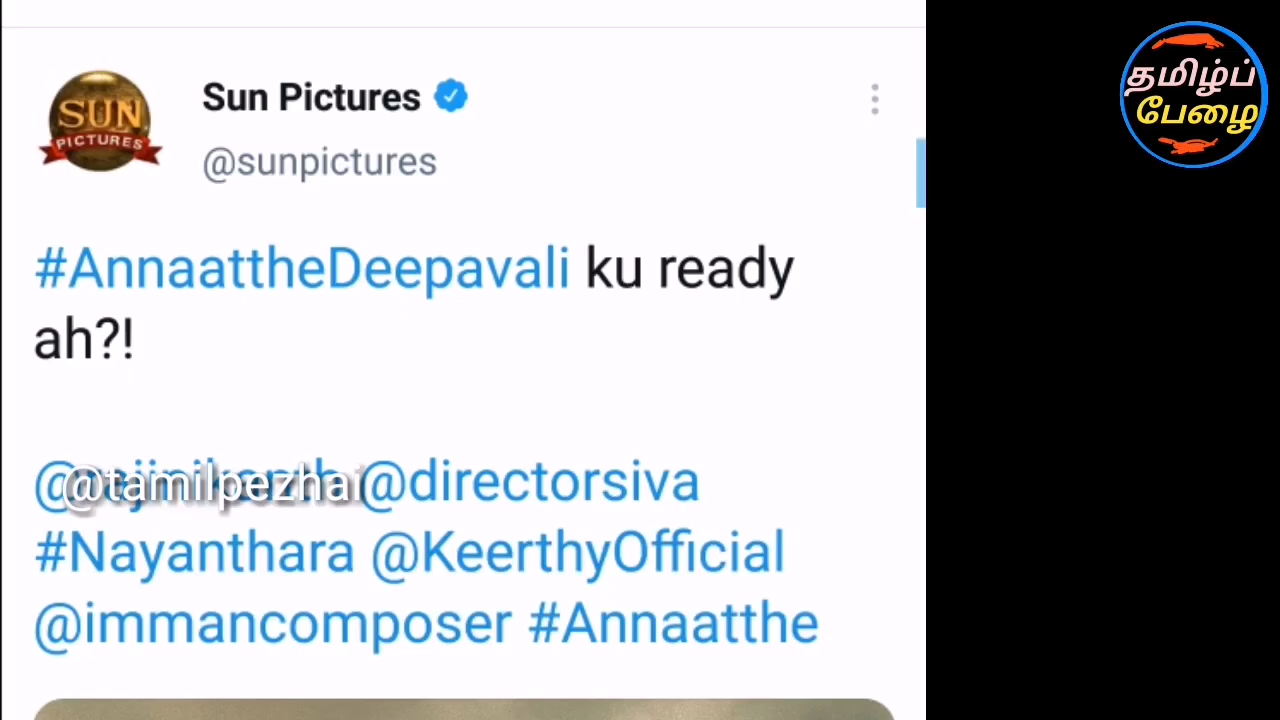 Sun Pictures
@sunpictures
SUN
PICTURES
தமிழ்ப்
பேழை
#AnnaattheDeepavali ku ready
ah?!
@tamilpezhai @directorsiva
#Nayanthara @KeerthyOfficial
@immancomposer #Annaatthe